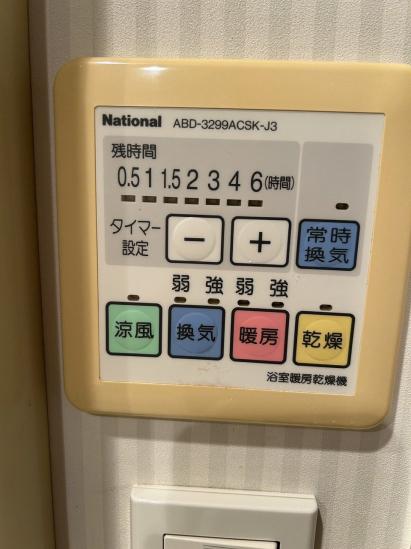 National ABD-3299ACSK-J3
残時間
0.5 1 1.5 2 3 4 6 (時間)
タイマー
設定
− +
常時
換気
弱 強 弱 強
涼風 換気 暖房 乾燥
浴室暖房乾燥機